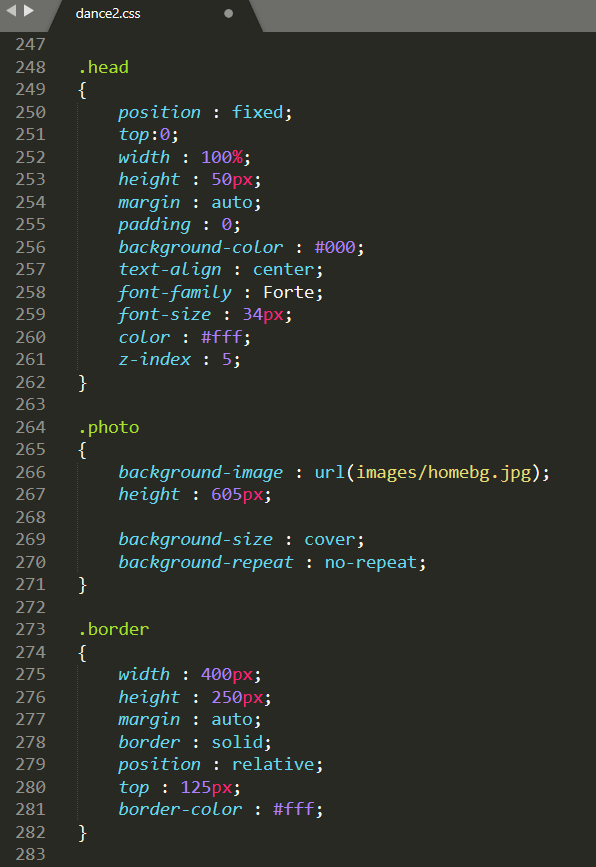 dance2.css
247
248 .head
249 {
250 position : fixed;
251 top:0;
252 width : 100%;
253 height : 50px;
254 margin : auto;
255 padding : 0;
256 background-color : #000;
257 text-align : center;
258 font-family : Forte;
259 font-size : 34px;
260 color : #fff;
261 z-index : 5;
262 }
263
264 .photo
265 {
266 background-image : url(images/homebg.jpg);
267 height : 605px;
268
269 background-size : cover;
270 background-repeat : no-repeat;
271 }
272
273 .border
274 {
275 width : 400px;
276 height : 250px;
277 margin : auto;
278 border : solid;
279 position : relative;
280 top : 125px;
281 border-color : #fff;
282 }
283